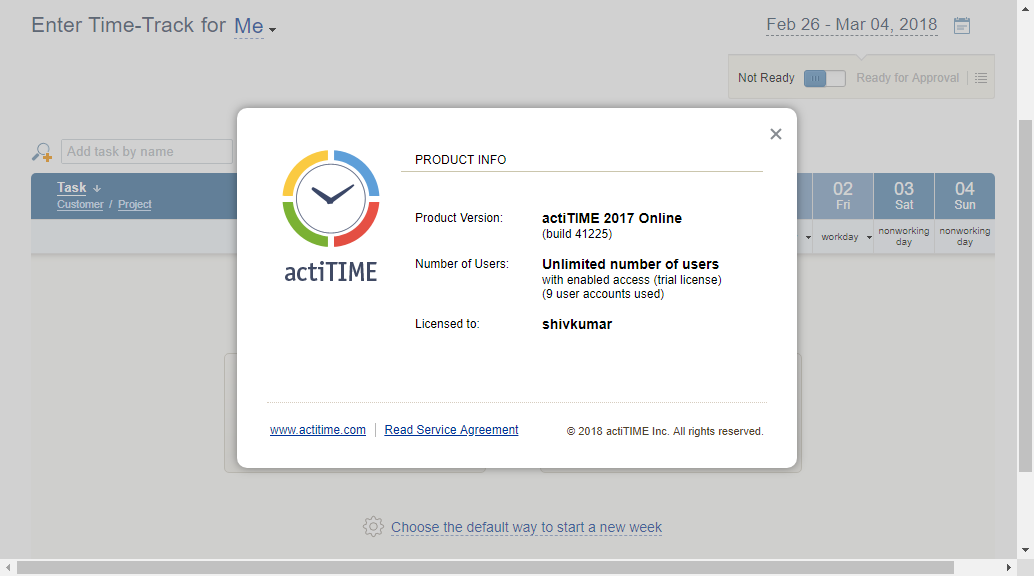 Enter Time-Track for Me
Feb 26 - Mar 04, 2018
Not Ready
Ready for Approval
Add task by name
Task
Customer / Project
02
Fri
03
Sat
04
Sun
workday
nonworking
day
nonworking
day
PRODUCT INFO
Product Version:
actiTIME 2017 Online
(build 41225)
actiTIME
Number of Users:
Unlimited number of users
with enabled access (trial license)
(9 user accounts used)
Licensed to:
shivkumar
www.actitime.com
Read Service Agreement
© 2018 actiTIME Inc. All rights reserved.
Choose the default way to start a new week